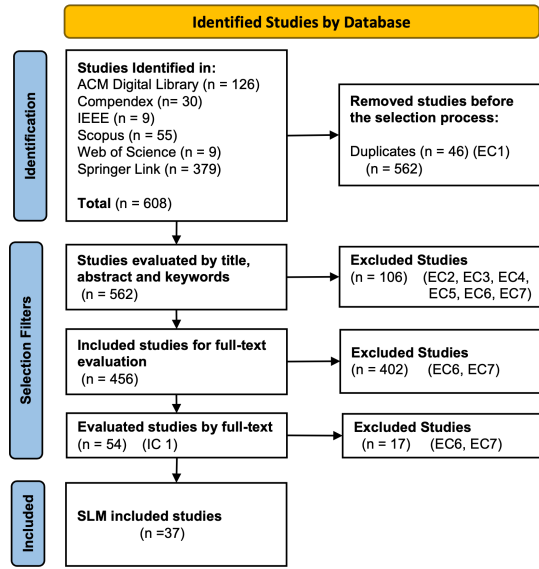 Identified Studies by Database
Identification
Studies Identified in:
ACM Digital Library (n = 126)
Compendex (n= 30)
IEEE (n = 9)
Scopus (n = 55)
Web of Science (n = 9)
Springer Link (n = 379)
Total (n = 608)
Removed studies before
the selection process:
Duplicates (n = 46) (EC1)
(n = 562)
Selection Filters
Studies evaluated by title,
abstract and keywords
(n = 562)
Excluded Studies
(n = 106) (EC2, EC3, EC4,
EC5, EC6, EC7)
Included studies for full-text
evaluation
(n = 456)
Excluded Studies
(n = 402) (EC6, EC7)
Evaluated studies by full-text
(n = 54) (IC 1)
Excluded Studies
(n = 17) (EC6, EC7)
Included
SLM included studies
(n =37)